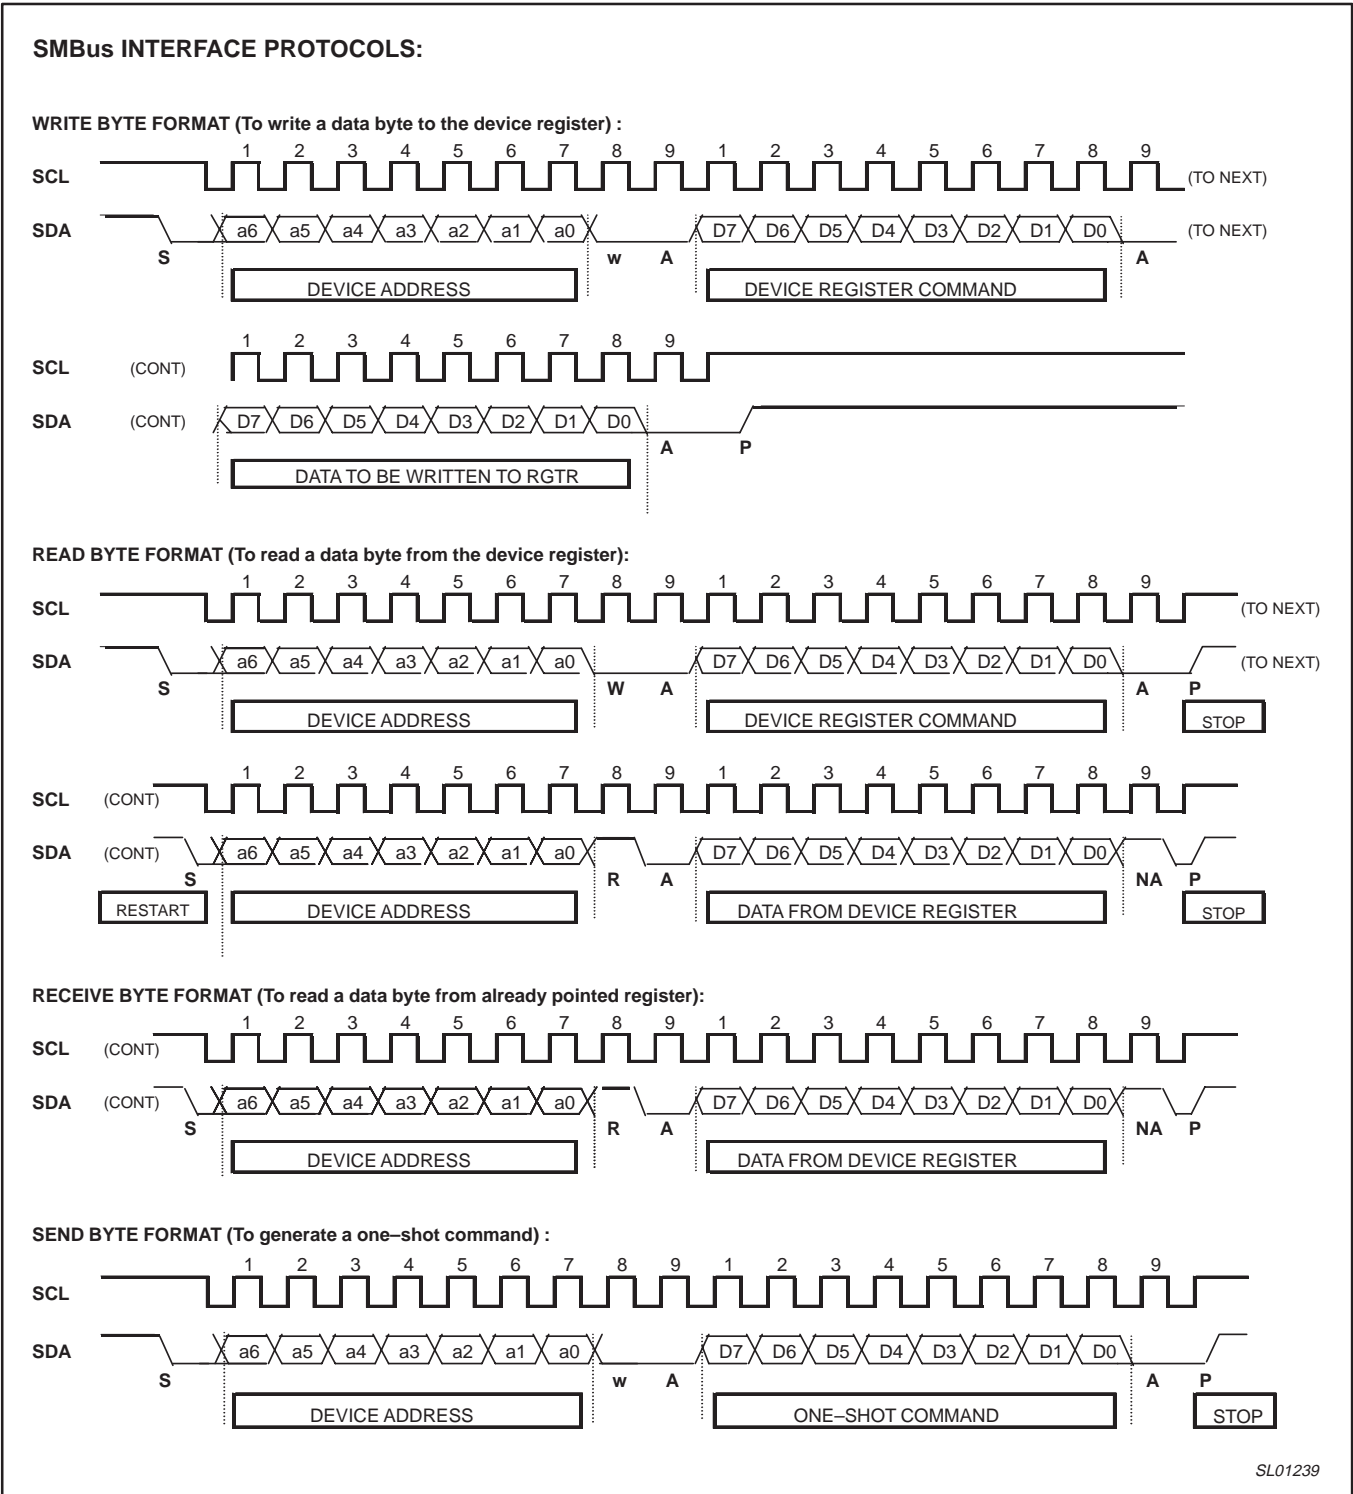 SMBus INTERFACE PROTOCOLS:
WRITE BYTE FORMAT (To write a data byte to the device register) :
1 2 3 4 5 6 7 8 9 1 2 3 4 5 6 7 8 9
SCL (TO NEXT)
SDA a6 a5 a4 a3 a2 a1 a0 D7 D6 D5 D4 D3 D2 D1 D0 (TO NEXT)
S w A A
DEVICE ADDRESS DEVICE REGISTER COMMAND
1 2 3 4 5 6 7 8 9
SCL (CONT)
SDA (CONT) D7 D6 D5 D4 D3 D2 D1 D0
A P
DATA TO BE WRITTEN TO RGTR
READ BYTE FORMAT (To read a data byte from the device register):
1 2 3 4 5 6 7 8 9 1 2 3 4 5 6 7 8 9
SCL (TO NEXT)
SDA a6 a5 a4 a3 a2 a1 a0 D7 D6 D5 D4 D3 D2 D1 D0 (TO NEXT)
S W A A P
DEVICE ADDRESS DEVICE REGISTER COMMAND STOP
1 2 3 4 5 6 7 8 9 1 2 3 4 5 6 7 8 9
SCL (CONT)
SDA (CONT) a6 a5 a4 a3 a2 a1 a0 D7 D6 D5 D4 D3 D2 D1 D0
S R A NA P
RESTART DEVICE ADDRESS DATA FROM DEVICE REGISTER STOP
RECEIVE BYTE FORMAT (To read a data byte from already pointed register):
1 2 3 4 5 6 7 8 9 1 2 3 4 5 6 7 8 9
SCL (CONT)
SDA (CONT) a6 a5 a4 a3 a2 a1 a0 D7 D6 D5 D4 D3 D2 D1 D0
S R A NA P
DEVICE ADDRESS DATA FROM DEVICE REGISTER
SEND BYTE FORMAT (To generate a one–shot command) :
1 2 3 4 5 6 7 8 9 1 2 3 4 5 6 7 8 9
SCL
SDA a6 a5 a4 a3 a2 a1 a0 D7 D6 D5 D4 D3 D2 D1 D0
S w A A P
DEVICE ADDRESS ONE–SHOT COMMAND STOP
SL01239